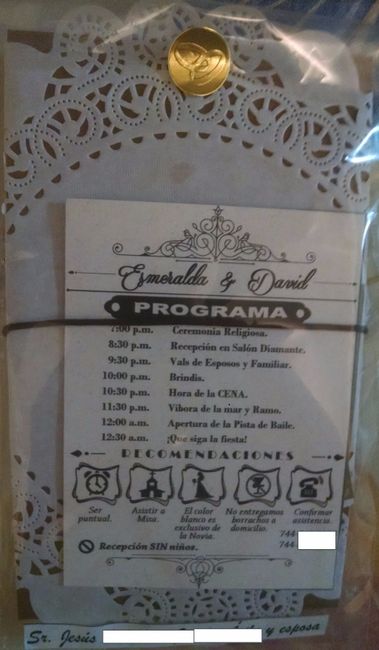 Esmeralda & David
PROGRAMA
7:00 p.m. Ceremonia Religiosa.
8:30 p.m. Recepción en Salón Diamante.
9:30 p.m. Vals de Esposos y Familiar.
10:00 p.m. Brindis.
10:30 p.m. Hora de la CENA.
11:30 p.m. Víbora de la mar y Ramo.
12:00 a.m. Apertura de la Pista de Baile.
12:30 a.m. ¡Que siga la fiesta!
RECOMENDACIONES
Ser puntual.
Asistir a Misa.
El color blanco es exclusivo de la Novia.
No entregamos borrachos a domicilio.
Confirmar asistencia.
744
744
Recepción SIN niños.
Sr. Jesús y esposa